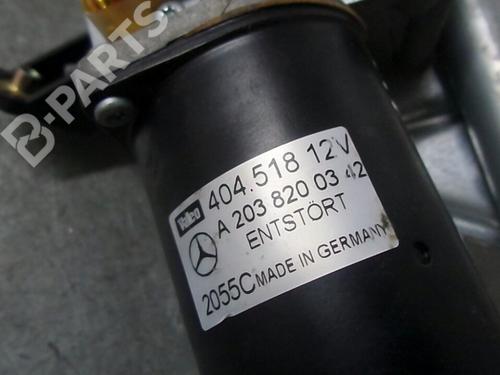 B-PARTS
Valeo 404.518 12V
A 203 820 03 42
ENTSTÖRT
2055C MADE IN GERMANY